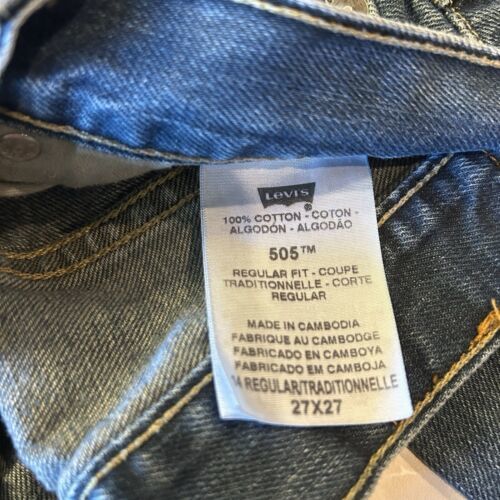 Levi's
®
100% COTTON - COTON -
ALGODÓN - ALGODÃO
505™
REGULAR FIT - COUPE
TRADITIONNELLE - CORTE
REGULAR
MADE IN CAMBODIA
FABRIQUE AU CAMBODGE
FABRICADO EN CAMBOYA
FABRICADO EM CAMBOJA
14 REGULAR/TRADITIONNELLE
27X27